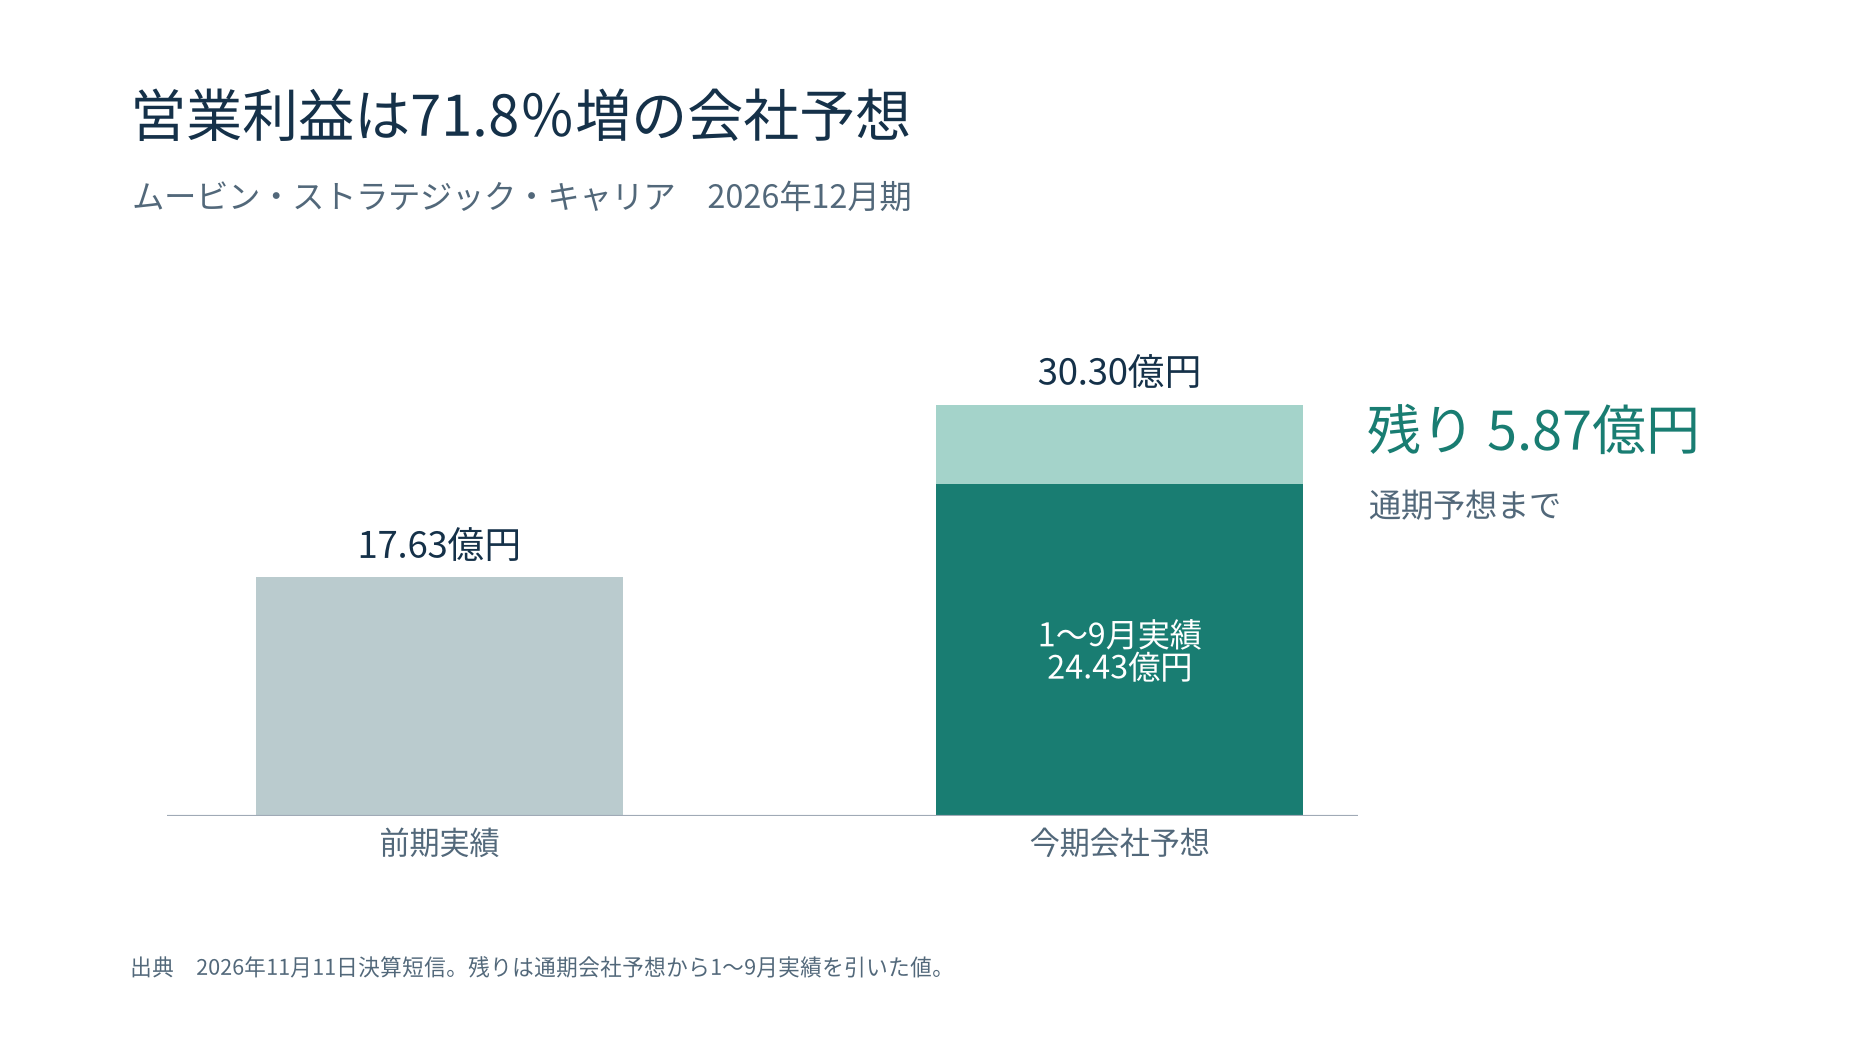 営業利益は71.8%増の会社予想
ムービン・ストラテジック・キャリア　2026年12月期
30.30億円
残り 5.87億円
通期予想まで
17.63億円
1〜9月実績
24.43億円
前期実績
今期会社予想
出典　2026年11月11日決算短信。残りは通期会社予想から1〜9月実績を引いた値。